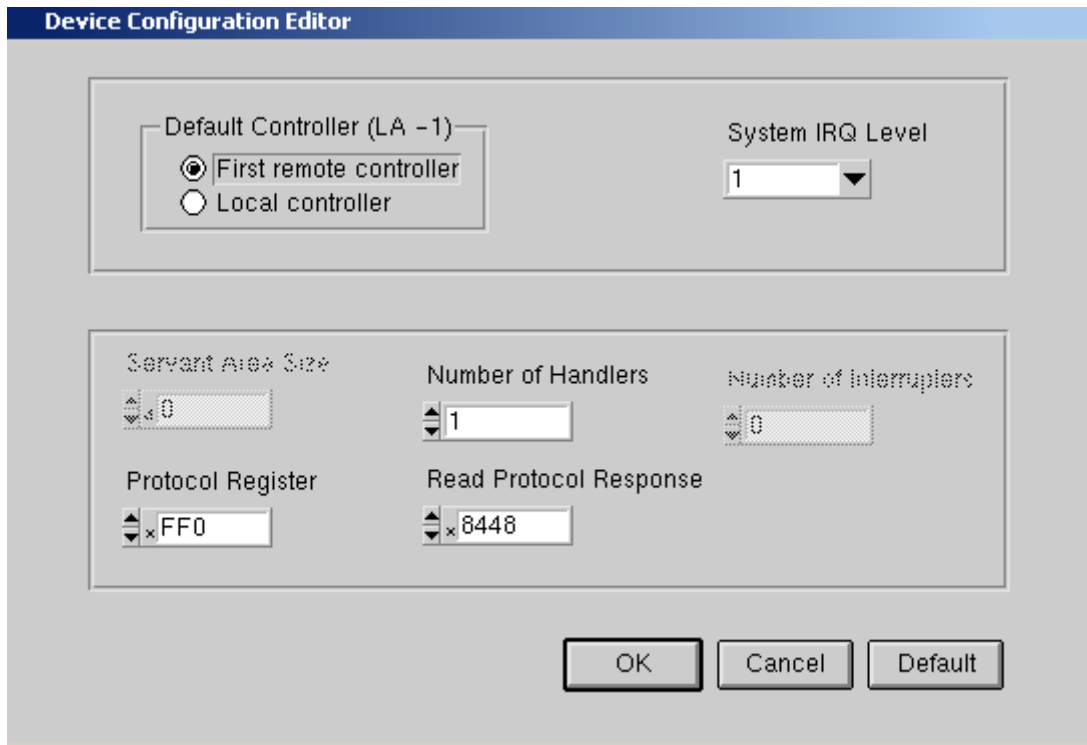 Device Configuration Editor
Default Controller (LA -1)
First remote controller
Local controller
System IRQ Level
1
Servant Area Size
d 0
Number of Handlers
1
Number of Interrupters
0
Protocol Register
x FF0
Read Protocol Response
x 8448
OK
Cancel
Default